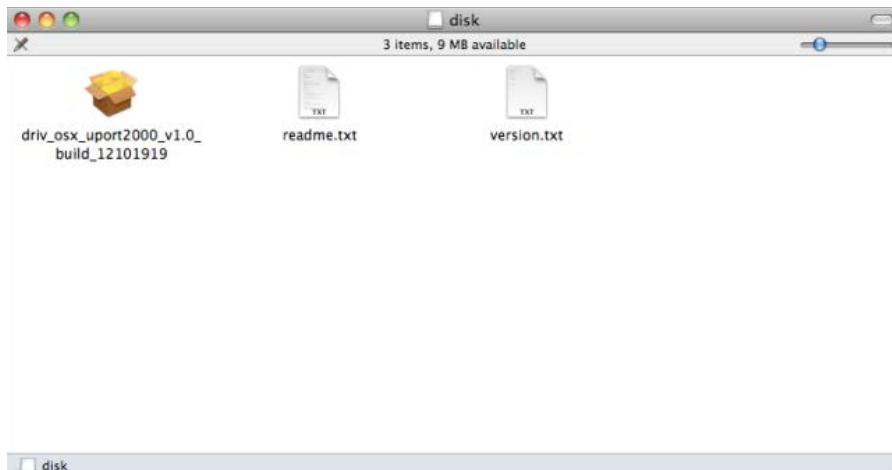 disk
3 items, 9 MB available
TXT
TXT
driv_osx_uport2000_v1.0_
build_12101919
readme.txt
version.txt
disk